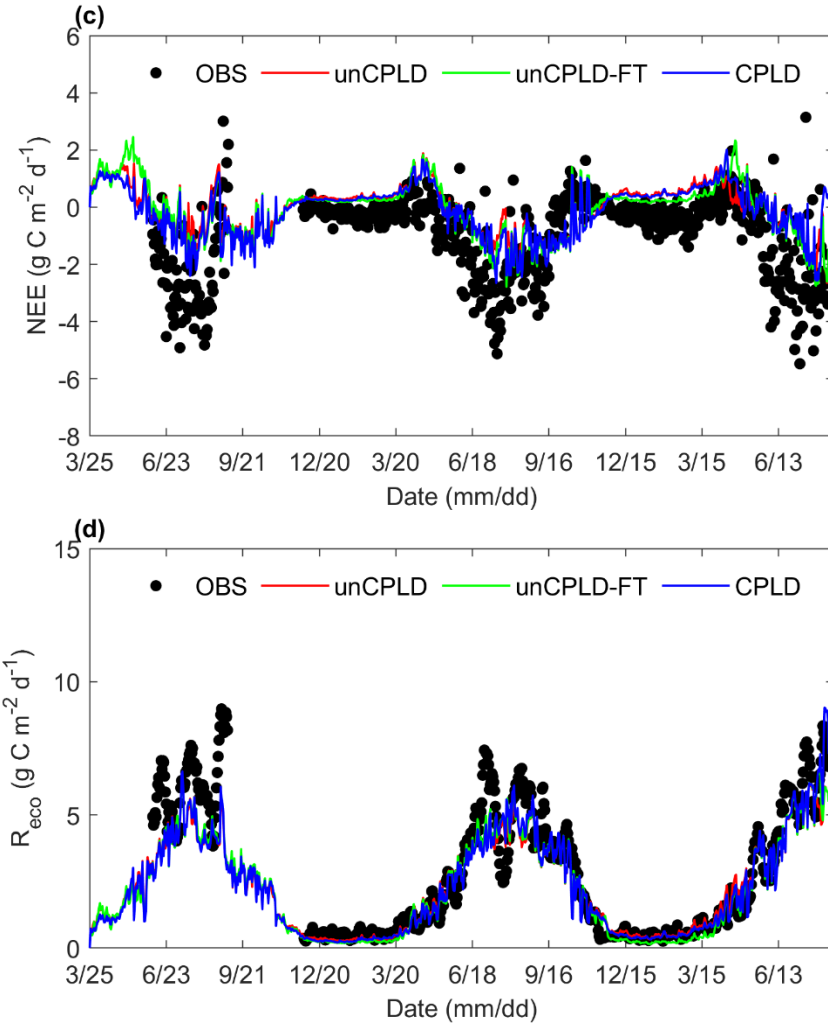 (c)
6
OBS unCPLD unCPLD-FT CPLD
4
2
0
-2
-4
-6
-8
NEE (g C m-2 d-1)
3/25 6/23 9/21 12/20 3/20 6/18 9/16 12/15 3/15 6/13
Date (mm/dd)
(d)
15
OBS unCPLD unCPLD-FT CPLD
10
5
0
Reco (g C m-2 d-1)
3/25 6/23 9/21 12/20 3/20 6/18 9/16 12/15 3/15 6/13
Date (mm/dd)